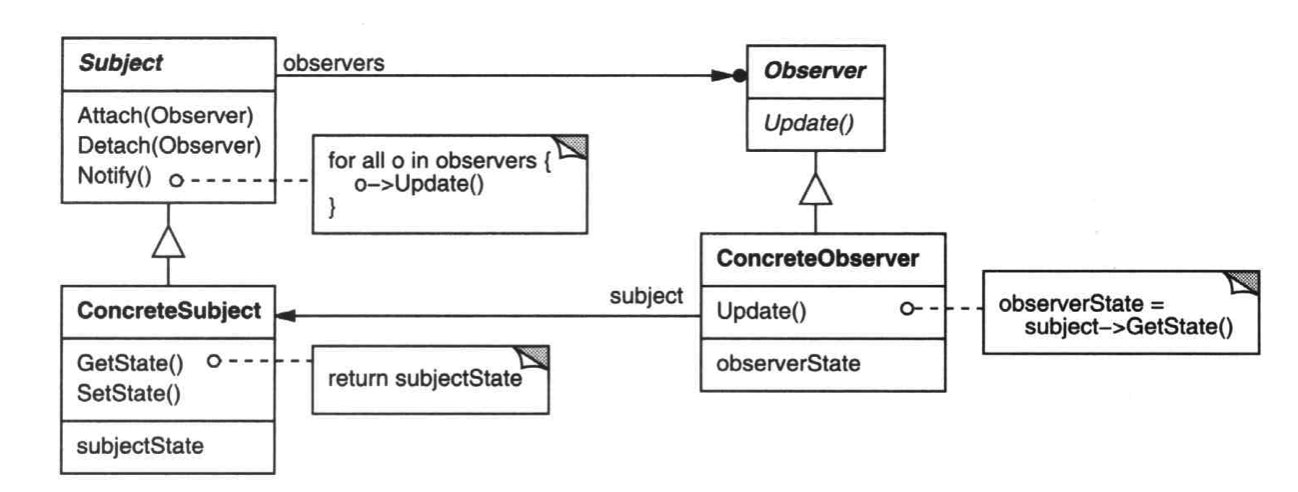 Subject
Attach(Observer)
Detach(Observer)
Notify()
observers
for all o in observers {
o–>Update()
}
Observer
Update()
ConcreteSubject
GetState()
SetState()
subjectState
return subjectState
subject
ConcreteObserver
Update()
observerState
observerState =
subject–>GetState()